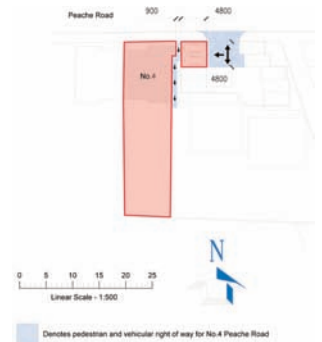 Peache Road
900
4800
4800
No.4
N
0 5 10 15 20 25
Linear Scale - 1:500
Denotes pedestrian and vehicular right of way for No.4 Peache Road